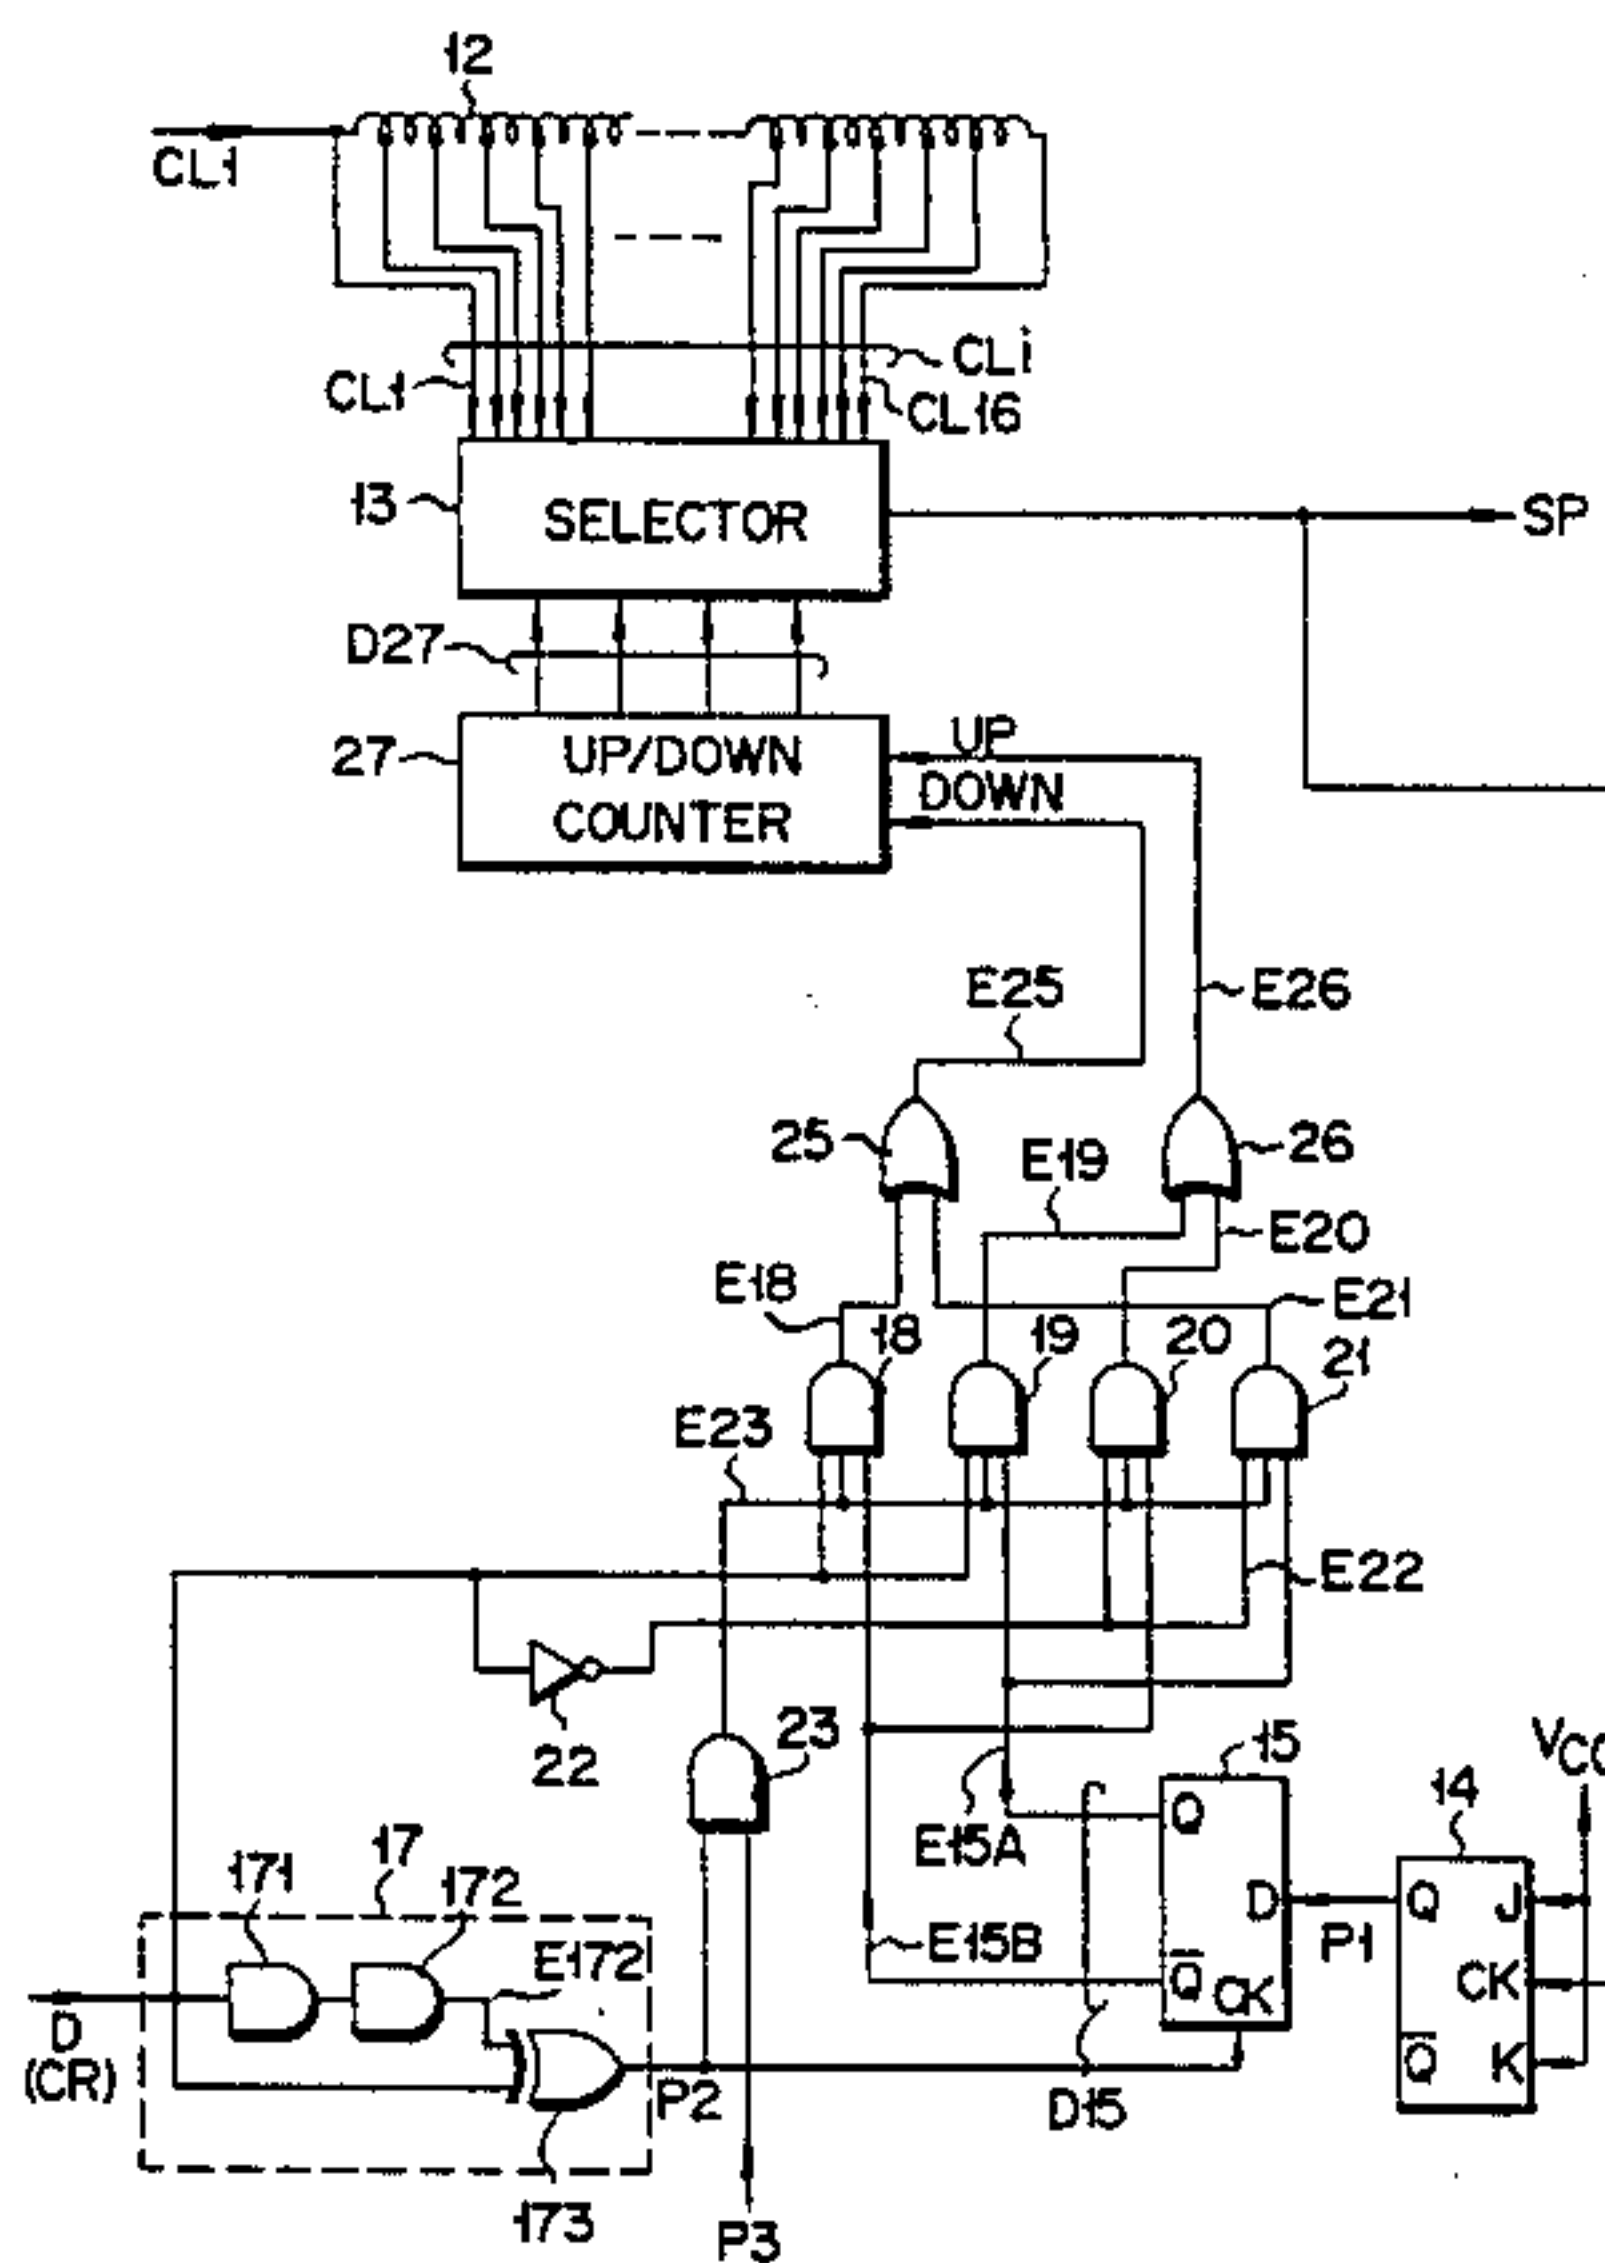 12
CL1
CLi
CL1
CL16
13
SELECTOR
SP
D27
27
UP/DOWN
COUNTER
UP
DOWN
E25
E26
25
26
E19
E20
E18
E21
18
19
20
21
E23
E22
22
23
15
VCC
14
Q
E15A
17
171
172
E172
D
P1
Q
J
E15B
Q
CK
CK
D
(CR)
P2
D15
Q
K
173
P3